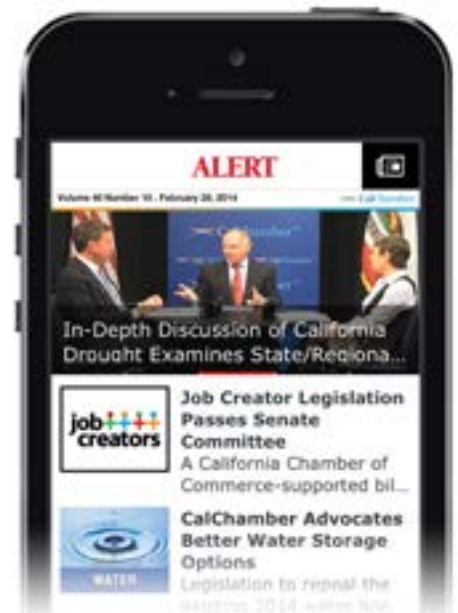 ALERT
Volume 40 Number 10 . February 28, 2014
CalChamber
In-Depth Discussion of California
Drought Examines State/Regiona...
job
creators
Job Creator Legislation
Passes Senate
Committee
A California Chamber of
Commerce-supported bil...
WATER
CalChamber Advocates
Better Water Storage
Options
Legislation to repeal the